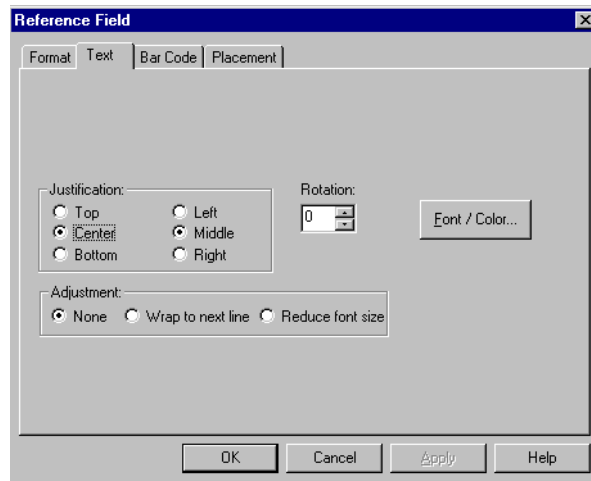 Reference Field
Format Text Bar Code Placement
Justification: Rotation:
Top Left 0 Font / Color...
Center Middle
Bottom Right
Adjustment:
None Wrap to next line Reduce font size
OK Cancel Apply Help